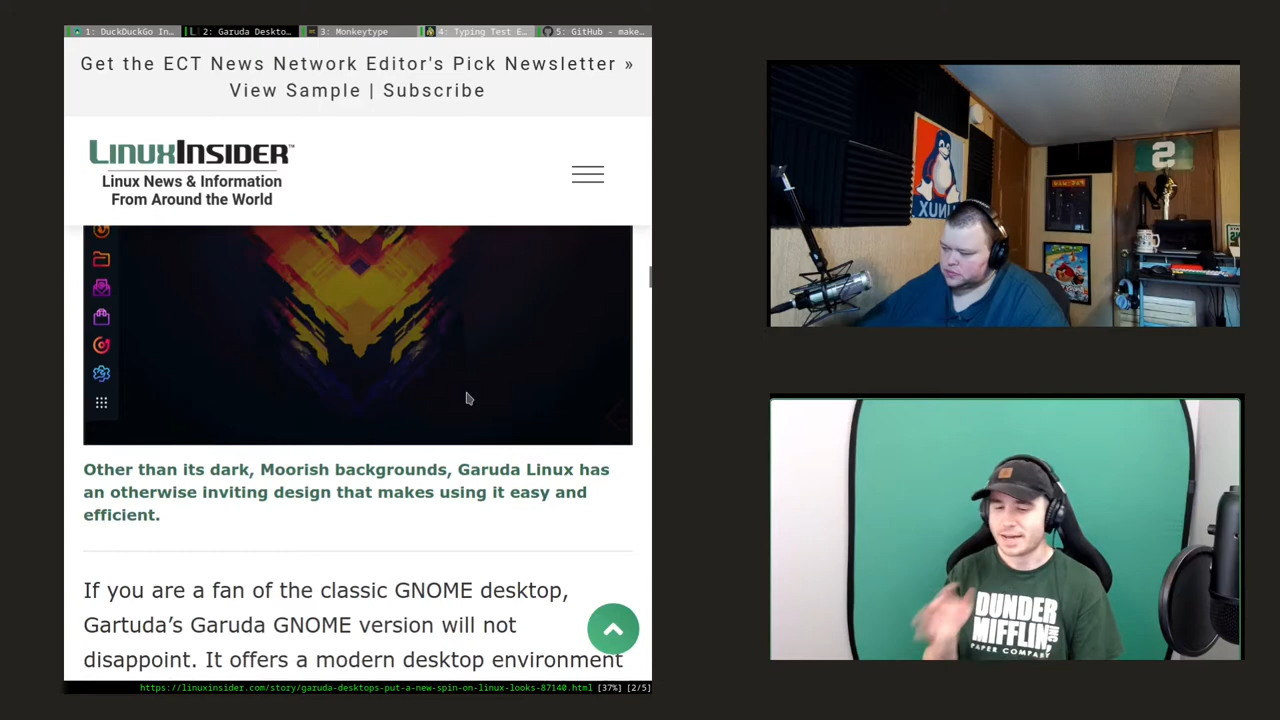 1: DuckDuckGo In...
2: Garuda Deskto...
3: Monkeytype
4: Typing Test E...
5: GitHub - make...
Get the ECT News Network Editor's Pick Newsletter »
View Sample | Subscribe
LINUXINSIDER™
Linux News & Information
From Around the World
Other than its dark, Moorish backgrounds, Garuda Linux has
an otherwise inviting design that makes using it easy and
efficient.
If you are a fan of the classic GNOME desktop,
Gartuda’s Garuda GNOME version will not
disappoint. It offers a modern desktop environment
https://linuxinsider.com/story/garuda-desktops-put-a-new-spin-on-linux-looks-87140.html [37%] [2/5]
LINUX
S
DUNDER
MIFFLIN, INC
PAPER COMPANY